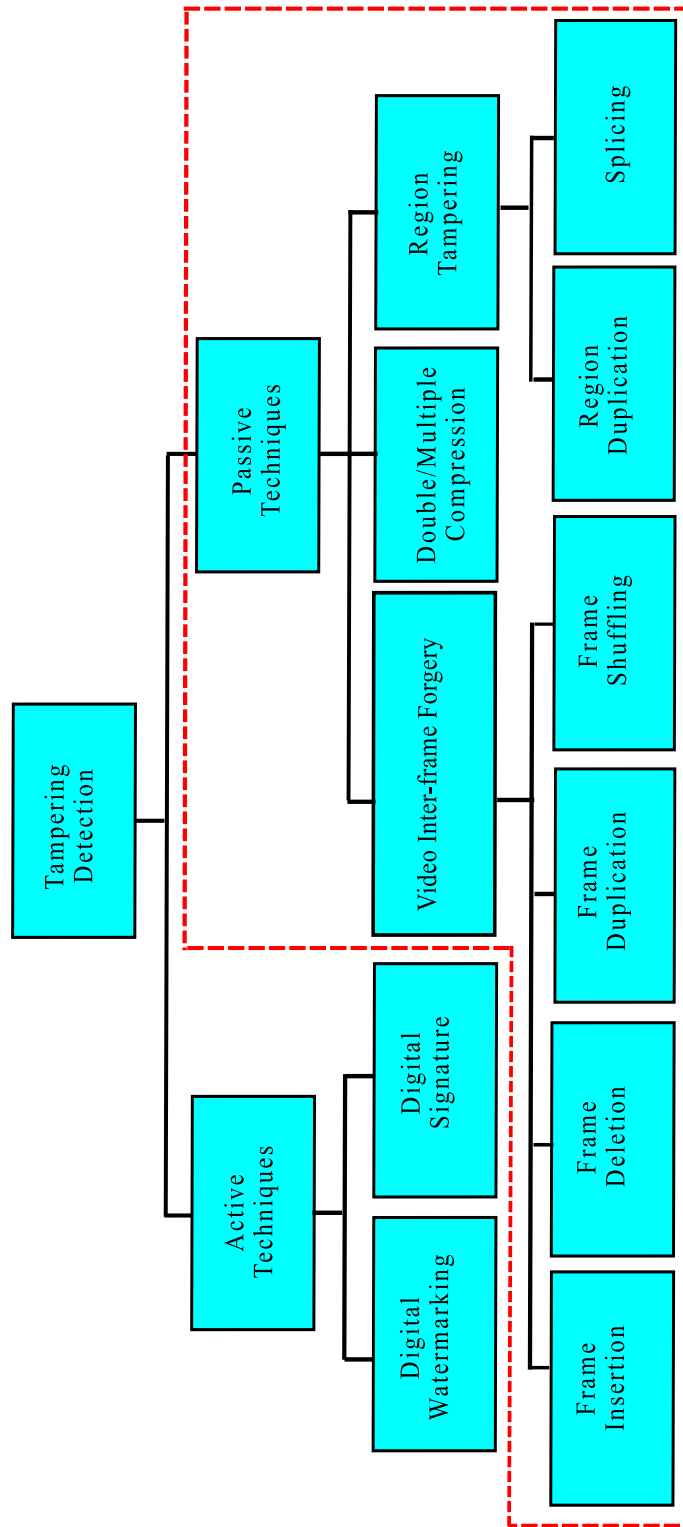 Tampering
Detection
Active
Techniques
Passive
Techniques
Digital
Watermarking
Digital
Signature
Video Inter-frame Forgery
Double/Multiple
Compression
Region
Tampering
Frame
Insertion
Frame
Deletion
Frame
Duplication
Frame
Shuffling
Region
Duplication
Splicing